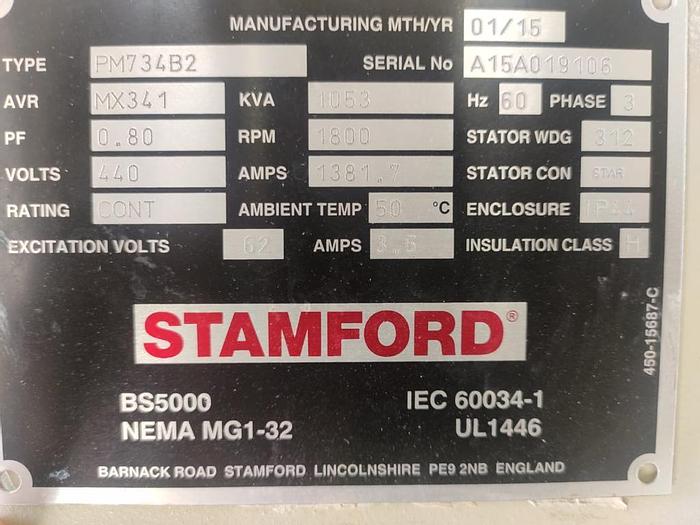 MANUFACTURING MTH/YR 01/15
TYPE PM734B2 SERIAL No A15A019106
AVR MX341 KVA 1053 Hz 60 PHASE 3
PF 0.80 RPM 1800 STATOR WDG 312
VOLTS 440 AMPS 1381.7 STATOR CON STAR
RATING CONT AMBIENT TEMP 50 °C ENCLOSURE IP44
EXCITATION VOLTS 62 AMPS 3.5 INSULATION CLASS H
STAMFORD®
BS5000 IEC 60034-1
NEMA MG1-32 UL1446
BARNACK ROAD STAMFORD LINCOLNSHIRE PE9 2NB ENGLAND
450-15687-C